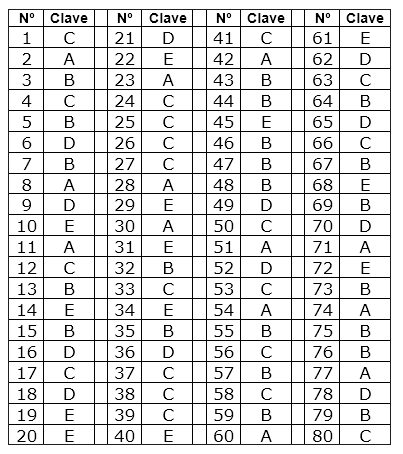 Nº Clave Nº Clave Nº Clave Nº Clave
1 C 21 D 41 C 61 E
2 A 22 E 42 A 62 D
3 B 23 A 43 B 63 C
4 C 24 C 44 B 64 B
5 B 25 C 45 E 65 D
6 D 26 C 46 B 66 C
7 B 27 C 47 B 67 B
8 A 28 A 48 B 68 E
9 D 29 E 49 D 69 B
10 E 30 A 50 C 70 D
11 A 31 E 51 A 71 A
12 C 32 B 52 D 72 E
13 B 33 C 53 C 73 B
14 E 34 E 54 A 74 A
15 B 35 B 55 B 75 B
16 D 36 D 56 C 76 B
17 C 37 C 57 B 77 A
18 D 38 C 58 C 78 D
19 E 39 C 59 B 79 B
20 E 40 E 60 A 80 C